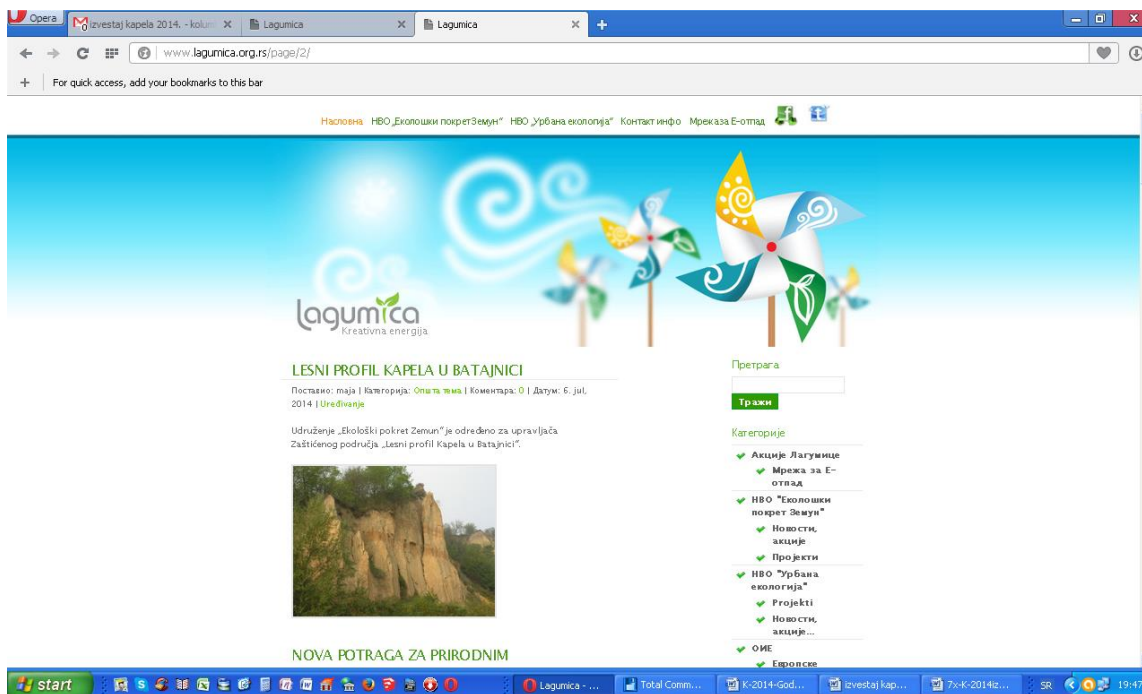 Opera
izvestaj kapela 2014. - kolum
Lagumica
Lagumica
www.lagumica.org.rs/page/2/
For quick access, add your bookmarks to this bar
Насловна НВО „Еколошки покрет Земун“ НВО „Урбана екологија“ Контакт инфо Мрежа за Е-отпад
lagumica
Kreativna energija
LESNI PROFIL KAPELA U BATAJNICI
Поставио: maja | Категорија: Општа тема | Коментара: 0 | Датум: 6. jul,
2014 | Uređivanje
Udruženje „Ekološki pokret Zemun“ je određeno za upravljača
Zaštićenog područja „Lesni profil Kapela u Batajnici“.
NOVA POTRAGA ZA PRIRODNIM
Претрага
Тражи
Категорије
Акције Лагумице
Мрежа за Е-
отпад
НВО "Еколошки
покрет Земун"
Новости,
акције
Пројекти
НВО "Урбана
екологија"
Projekti
Новости,
акције...
ОИЕ
Европске
start
Lagumica - ...
Total Comm...
K-2014-God...
izvestaj kap...
7x-K-2014iz...
SR
19:47